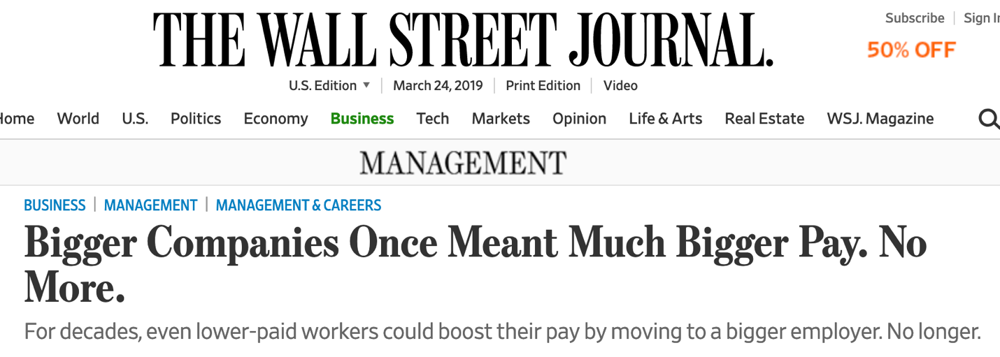 THE WALL STREET JOURNAL.
Subscribe Sign In
50% OFF
U.S. Edition ▼ March 24, 2019 Print Edition Video
Home World U.S. Politics Economy Business Tech Markets Opinion Life & Arts Real Estate WSJ. Magazine
MANAGEMENT
BUSINESS | MANAGEMENT | MANAGEMENT & CAREERS
Bigger Companies Once Meant Much Bigger Pay. No
More.
For decades, even lower-paid workers could boost their pay by moving to a bigger employer. No longer.